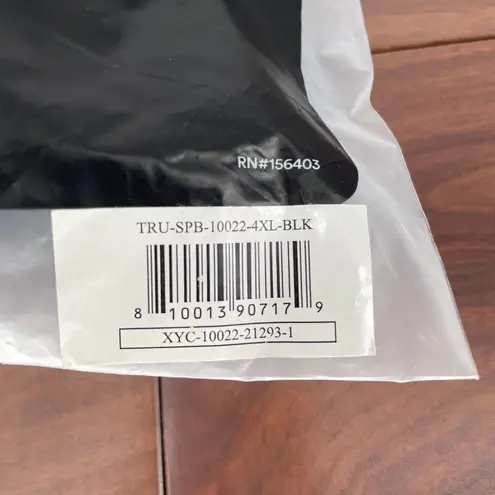 RN#156403
TRU-SPB-10022-4XL-BLK
8 10013 90717 9
XYC-10022-21293-1